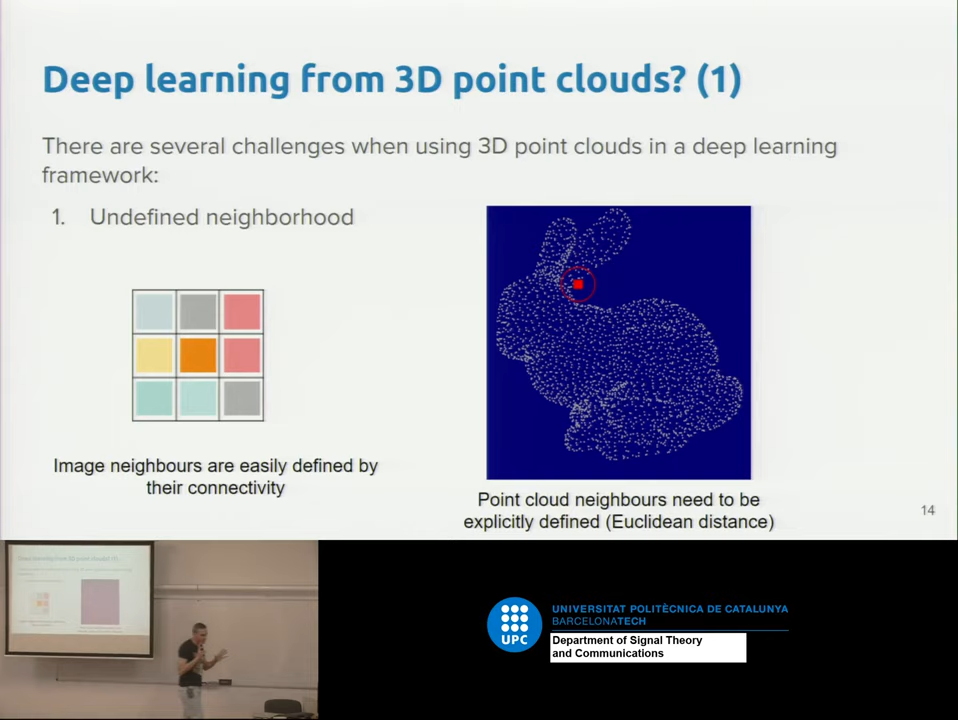 Deep learning from 3D point clouds? (1)
There are several challenges when using 3D point clouds in a deep learning
framework:
1. Undefined neighborhood
Image neighbours are easily defined by
their connectivity
Point cloud neighbours need to be
explicitly defined (Euclidean distance)
14
UPC
UNIVERSITAT POLITÈCNICA DE CATALUNYA
BARCELONATECH
Department of Signal Theory
and Communications